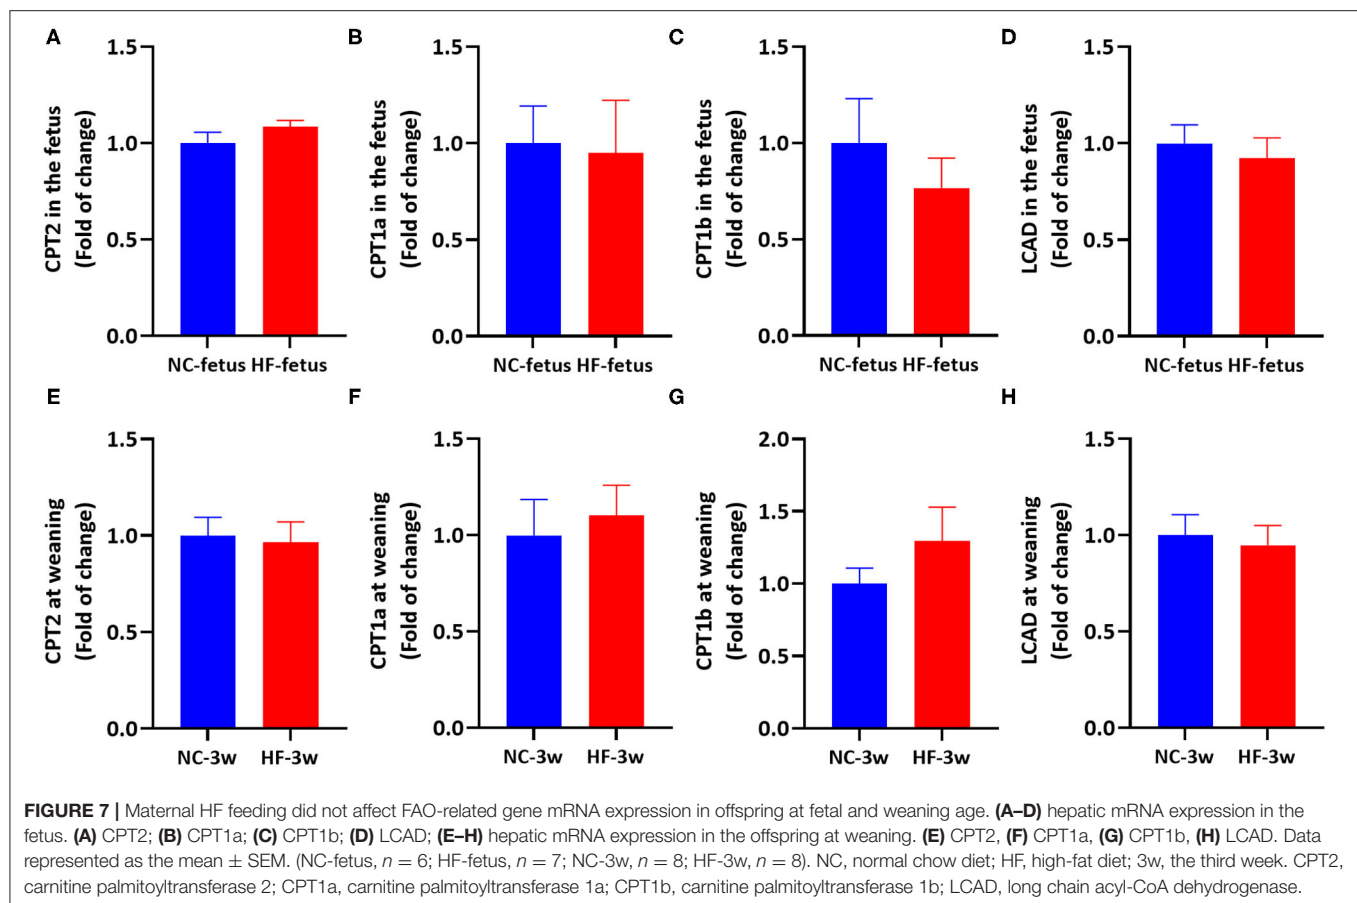 A
B
C
D
CPT2 in the fetus
(Fold of change)
1.5
1.0
0.5
0.0
NC-fetus HF-fetus
CPT1a in the fetus
(Fold of change)
1.5
1.0
0.5
0.0
NC-fetus HF-fetus
CPT1b in the fetus
(Fold of change)
1.5
1.0
0.5
0.0
NC-fetus HF-fetus
LCAD in the fetus
(Fold of change)
1.5
1.0
0.5
0.0
NC-fetus HF-fetus
E
F
G
H
CPT2 at weaning
(Fold of change)
1.5
1.0
0.5
0.0
NC-3w HF-3w
CPT1a at weaning
(Fold of change)
1.5
1.0
0.5
0.0
NC-3w HF-3w
CPT1b at weaning
(Fold of change)
2.0
1.5
1.0
0.5
0.0
NC-3w HF-3w
LCAD at weaning
(Fold of change)
1.5
1.0
0.5
0.0
NC-3w HF-3w
FIGURE 7 | Maternal HF feeding did not affect FAO-related gene mRNA expression in offspring at fetal and weaning age. (A–D) hepatic mRNA expression in the
fetus. (A) CPT2; (B) CPT1a; (C) CPT1b; (D) LCAD; (E–H) hepatic mRNA expression in the offspring at weaning. (E) CPT2, (F) CPT1a, (G) CPT1b, (H) LCAD. Data
represented as the mean ± SEM. (NC-fetus, n = 6; HF-fetus, n = 7; NC-3w, n = 8; HF-3w, n = 8). NC, normal chow diet; HF, high-fat diet; 3w, the third week. CPT2,
carnitine palmitoyltransferase 2; CPT1a, carnitine palmitoyltransferase 1a; CPT1b, carnitine palmitoyltransferase 1b; LCAD, long chain acyl-CoA dehydrogenase.